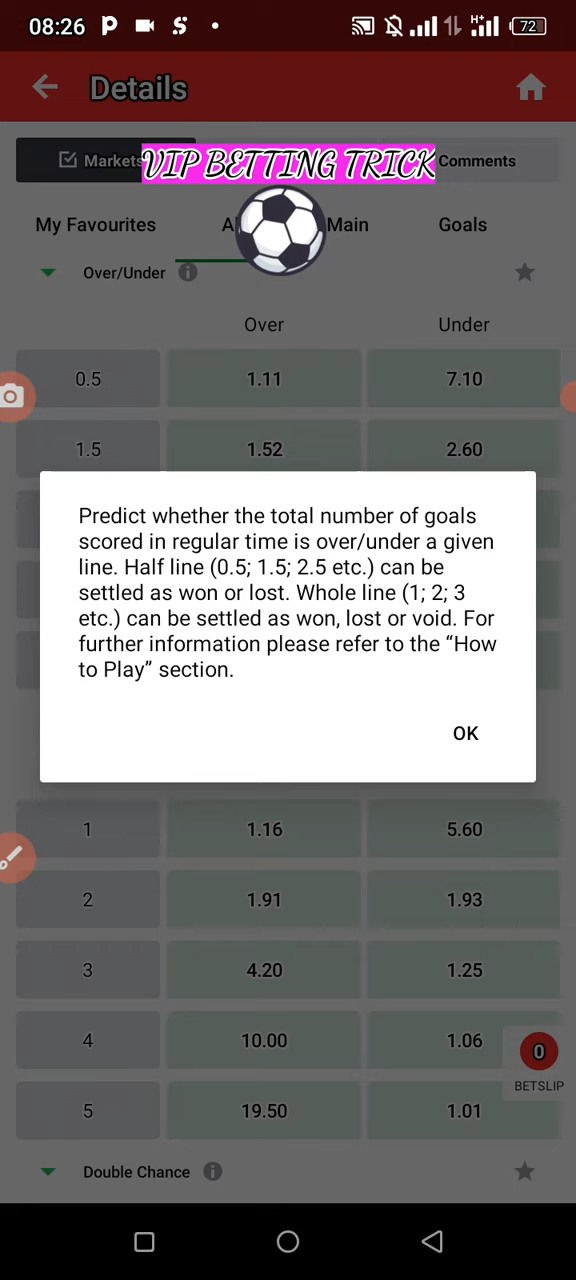 08:26
H+
72
Details
Markets
VIP BETTING TRICK
Comments
My Favourites
Main
Goals
Over/Under
Over Under
0.5 1.11 7.10
1.5 1.52 2.60
Predict whether the total number of goals
scored in regular time is over/under a given
line. Half line (0.5; 1.5; 2.5 etc.) can be
settled as won or lost. Whole line (1; 2; 3
etc.) can be settled as won, lost or void. For
further information please refer to the “How
to Play” section.
OK
1 1.16 5.60
2 1.91 1.93
3 4.20 1.25
4 10.00 1.06
0
BETSLIP
5 19.50 1.01
Double Chance